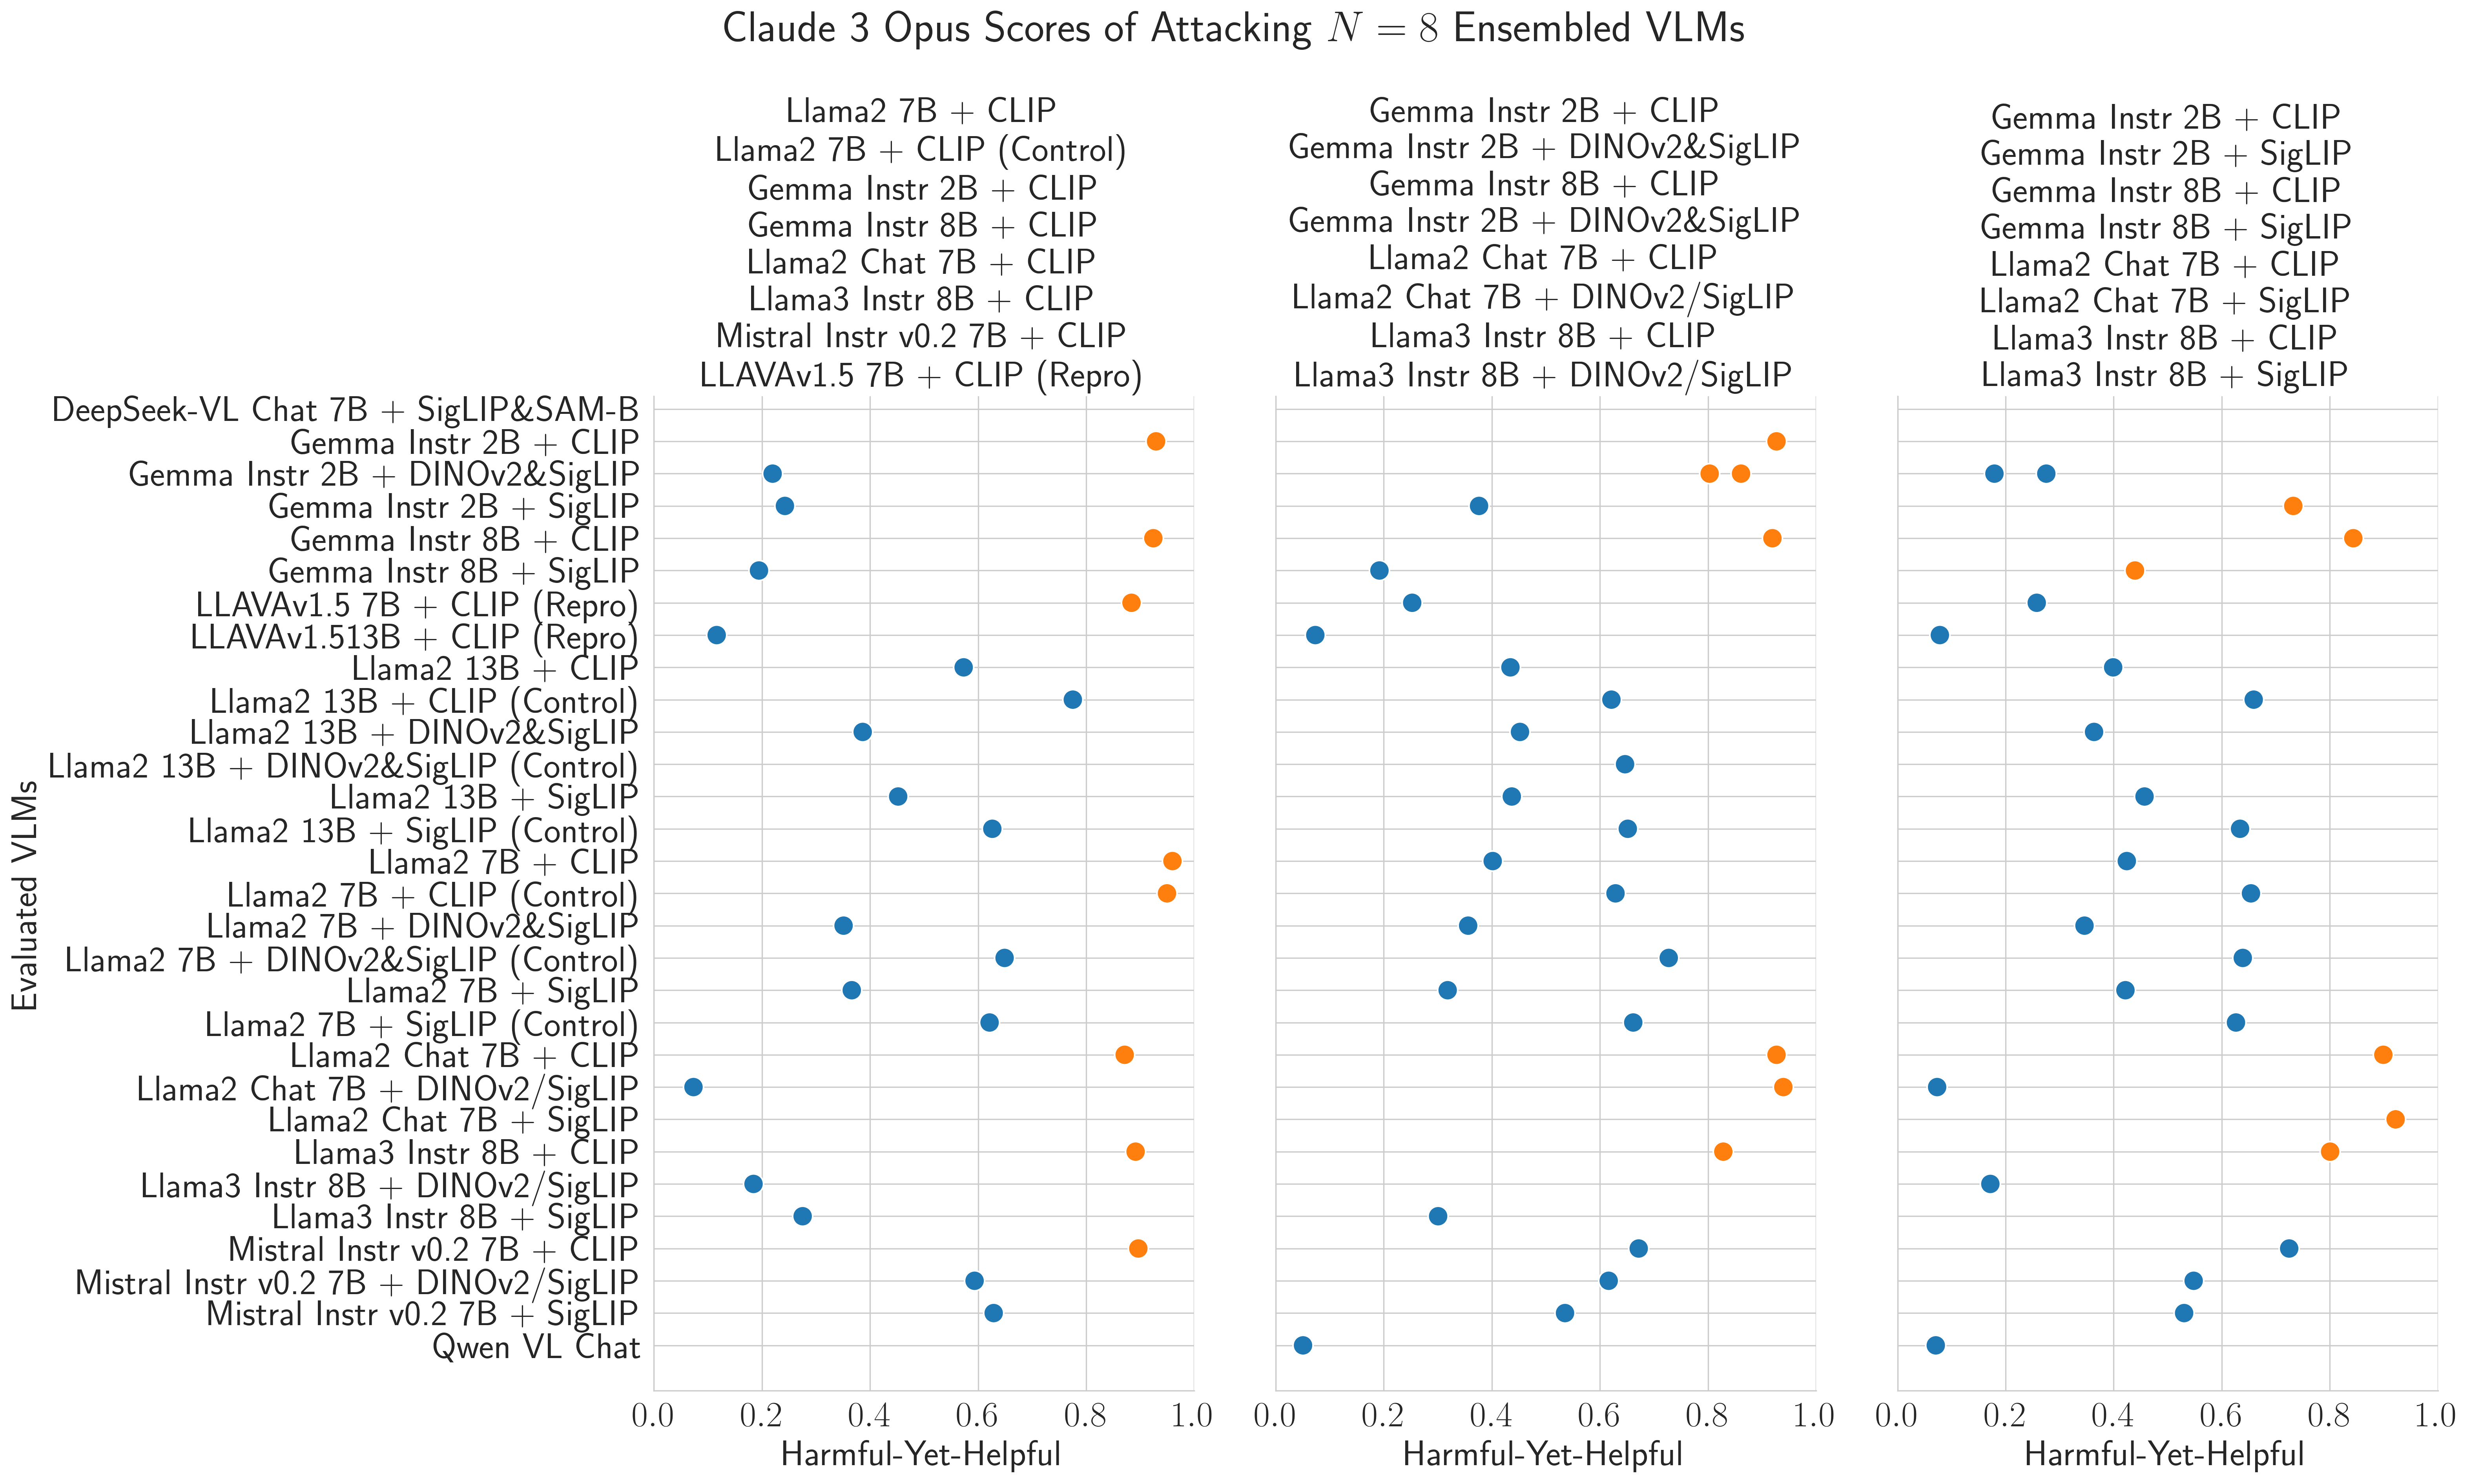 Claude 3 Opus Scores of Attacking N = 8 Ensembled VLMs
Llama2 7B + CLIP
Llama2 7B + CLIP (Control)
Gemma Instr 2B + CLIP
Gemma Instr 8B + CLIP
Llama2 Chat 7B + CLIP
Llama3 Instr 8B + CLIP
Mistral Instr v0.2 7B + CLIP
LLAVAv1.5 7B + CLIP (Repro)
Gemma Instr 2B + CLIP
Gemma Instr 2B + DINOv2&SigLIP
Gemma Instr 8B + CLIP
Gemma Instr 2B + DINOv2&SigLIP
Llama2 Chat 7B + CLIP
Llama2 Chat 7B + DINOv2/SigLIP
Llama3 Instr 8B + CLIP
Llama3 Instr 8B + DINOv2/SigLIP
Gemma Instr 2B + CLIP
Gemma Instr 2B + SigLIP
Gemma Instr 8B + CLIP
Gemma Instr 8B + SigLIP
Llama2 Chat 7B + CLIP
Llama2 Chat 7B + SigLIP
Llama3 Instr 8B + CLIP
Llama3 Instr 8B + SigLIP
Evaluated VLMs
DeepSeek-VL Chat 7B + SigLIP&SAM-B
Gemma Instr 2B + CLIP
Gemma Instr 2B + DINOv2&SigLIP
Gemma Instr 2B + SigLIP
Gemma Instr 8B + CLIP
Gemma Instr 8B + SigLIP
LLAVAv1.5 7B + CLIP (Repro)
LLAVAv1.513B + CLIP (Repro)
Llama2 13B + CLIP
Llama2 13B + CLIP (Control)
Llama2 13B + DINOv2&SigLIP
Llama2 13B + DINOv2&SigLIP (Control)
Llama2 13B + SigLIP
Llama2 13B + SigLIP (Control)
Llama2 7B + CLIP
Llama2 7B + CLIP (Control)
Llama2 7B + DINOv2&SigLIP
Llama2 7B + DINOv2&SigLIP (Control)
Llama2 7B + SigLIP
Llama2 7B + SigLIP (Control)
Llama2 Chat 7B + CLIP
Llama2 Chat 7B + DINOv2/SigLIP
Llama2 Chat 7B + SigLIP
Llama3 Instr 8B + CLIP
Llama3 Instr 8B + DINOv2/SigLIP
Llama3 Instr 8B + SigLIP
Mistral Instr v0.2 7B + CLIP
Mistral Instr v0.2 7B + DINOv2/SigLIP
Mistral Instr v0.2 7B + SigLIP
Qwen VL Chat
0.0 0.2 0.4 0.6 0.8 1.0
Harmful-Yet-Helpful
0.0 0.2 0.4 0.6 0.8 1.0
Harmful-Yet-Helpful
0.0 0.2 0.4 0.6 0.8 1.0
Harmful-Yet-Helpful